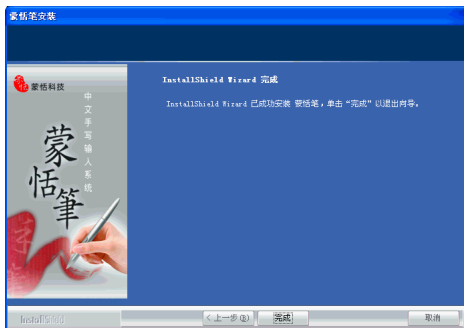 蒙恬笔安装
蒙恬科技
中文手写输入系统
蒙恬筆
InstallShield Wizard 完成
InstallShield Wizard 已成功安装 蒙恬笔，单击“完成”以退出向导。
InstallShield
< 上一步(B)
完成
取消